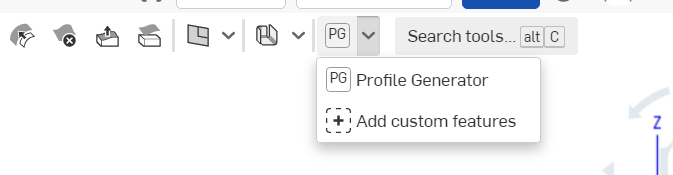 PG Search tools... alt C
PG Profile Generator
Add custom features
Z